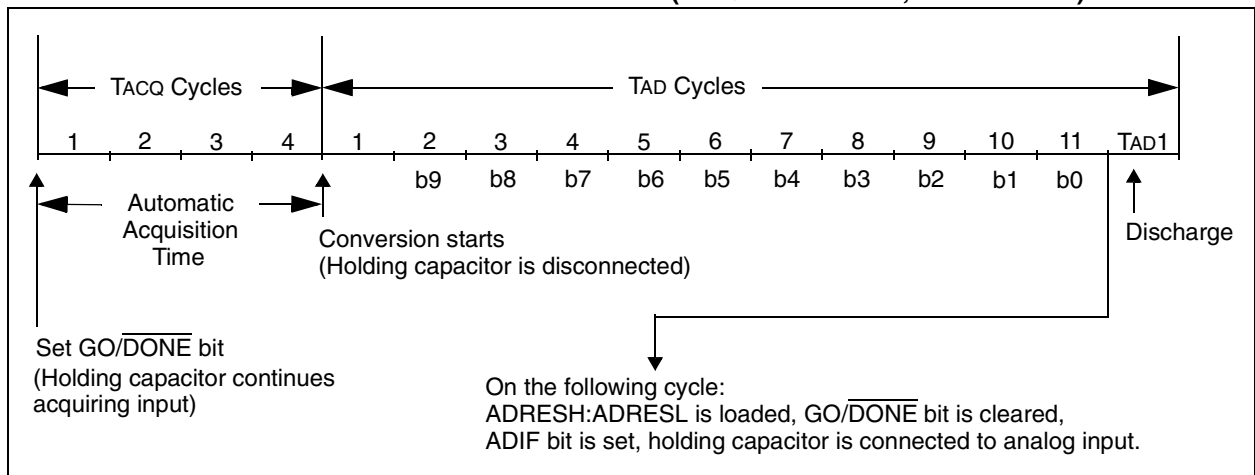 TACQ Cycles
TAD Cycles
1 2 3 4 1 2 3 4 5 6 7 8 9 10 11 TAD1
b9 b8 b7 b6 b5 b4 b3 b2 b1 b0
Automatic
Acquisition
Time
Conversion starts
(Holding capacitor is disconnected)
Discharge
Set GO/DONE bit
(Holding capacitor continues
acquiring input)
On the following cycle:
ADRESH:ADRESL is loaded, GO/DONE bit is cleared,
ADIF bit is set, holding capacitor is connected to analog input.